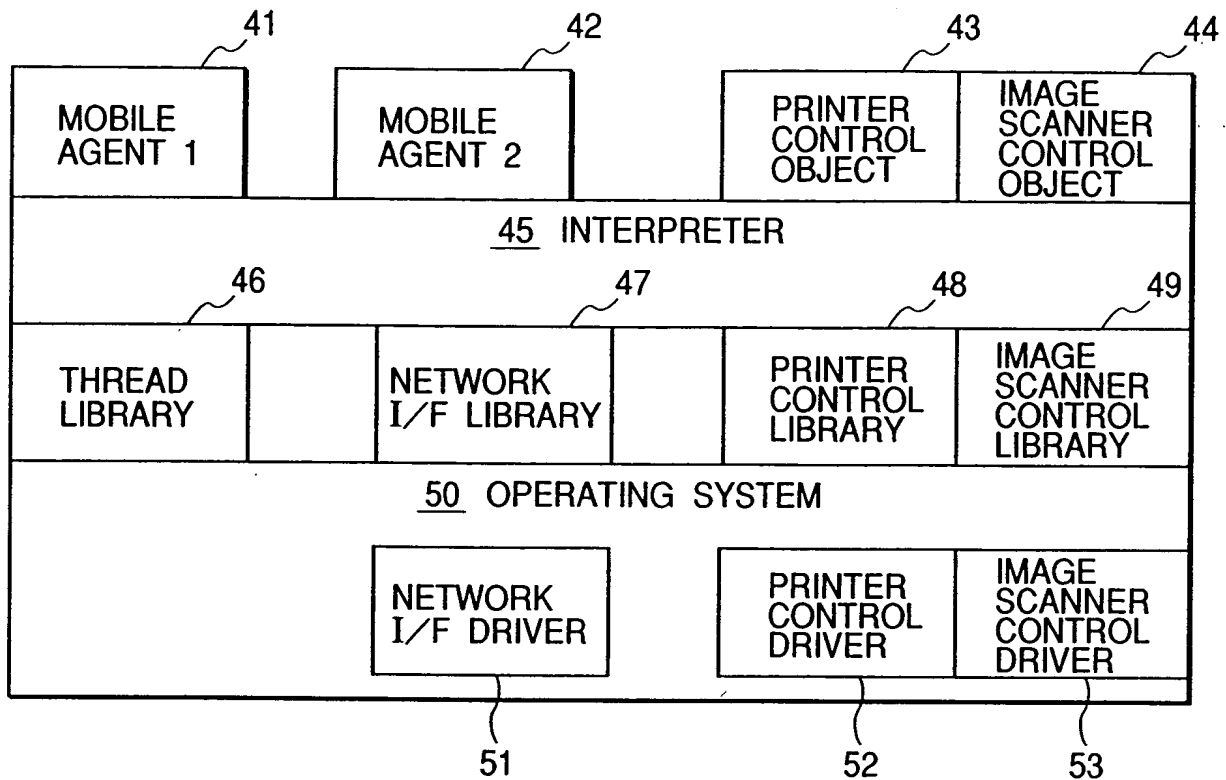 41
42
43
44
MOBILE
AGENT 1
MOBILE
AGENT 2
PRINTER
CONTROL
OBJECT
IMAGE
SCANNER
CONTROL
OBJECT
45 INTERPRETER
46
47
48
49
THREAD
LIBRARY
NETWORK
I/F LIBRARY
PRINTER
CONTROL
LIBRARY
IMAGE
SCANNER
CONTROL
LIBRARY
50 OPERATING SYSTEM
NETWORK
I/F DRIVER
PRINTER
CONTROL
DRIVER
IMAGE
SCANNER
CONTROL
DRIVER
51
52
53